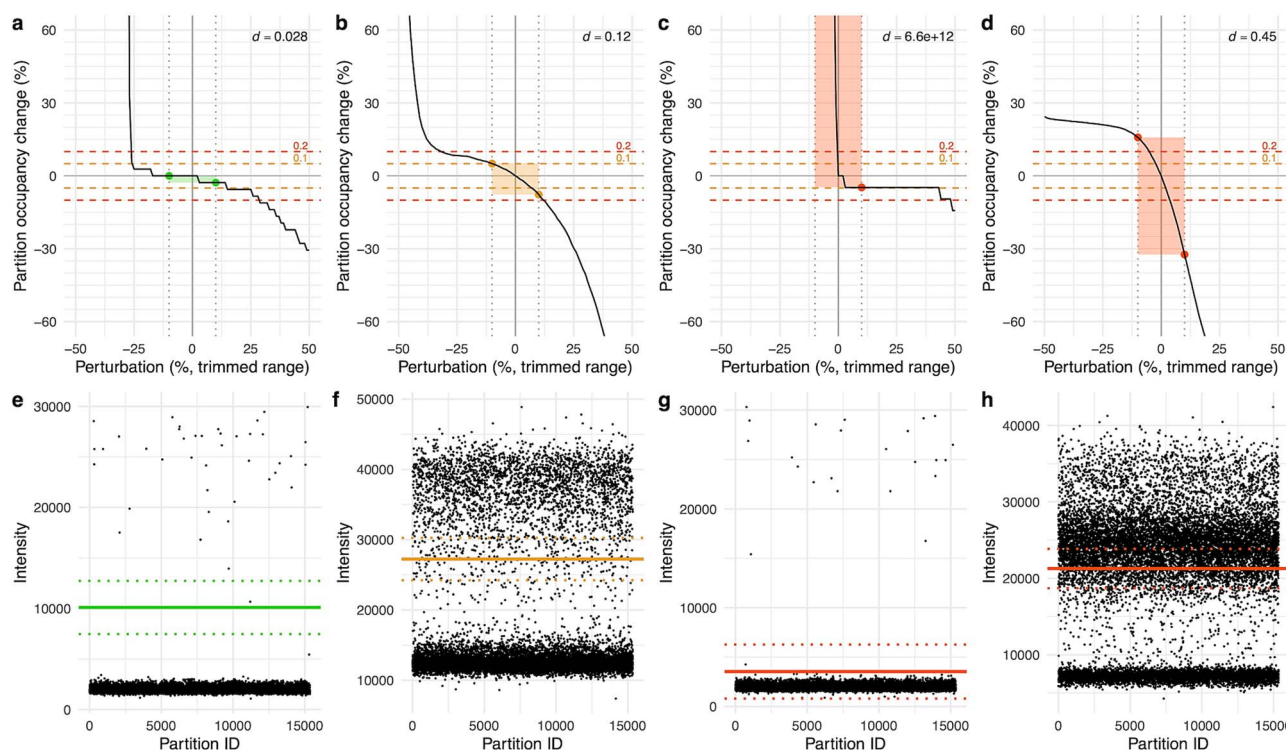 a
d = 0.028
Partition occupancy change (%)
60
30
0
−30
−60
0.2
0.1
−50
−25
0
25
50
Perturbation (%, trimmed range)
b
d = 0.12
Partition occupancy change (%)
60
30
0
−30
−60
0.2
0.1
−50
−25
0
25
50
Perturbation (%, trimmed range)
c
d = 6.6e+12
Partition occupancy change (%)
60
30
0
−30
−60
0.2
0.1
−50
−25
0
25
50
Perturbation (%, trimmed range)
d
d = 0.45
Partition occupancy change (%)
60
30
0
−30
−60
0.2
0.1
−50
−25
0
25
50
Perturbation (%, trimmed range)
e
Intensity
30000
20000
10000
0
0
5000
10000
15000
Partition ID
f
Intensity
50000
40000
30000
20000
10000
0
5000
10000
15000
Partition ID
g
Intensity
30000
20000
10000
0
0
5000
10000
15000
Partition ID
h
Intensity
40000
30000
20000
10000
0
5000
10000
15000
Partition ID